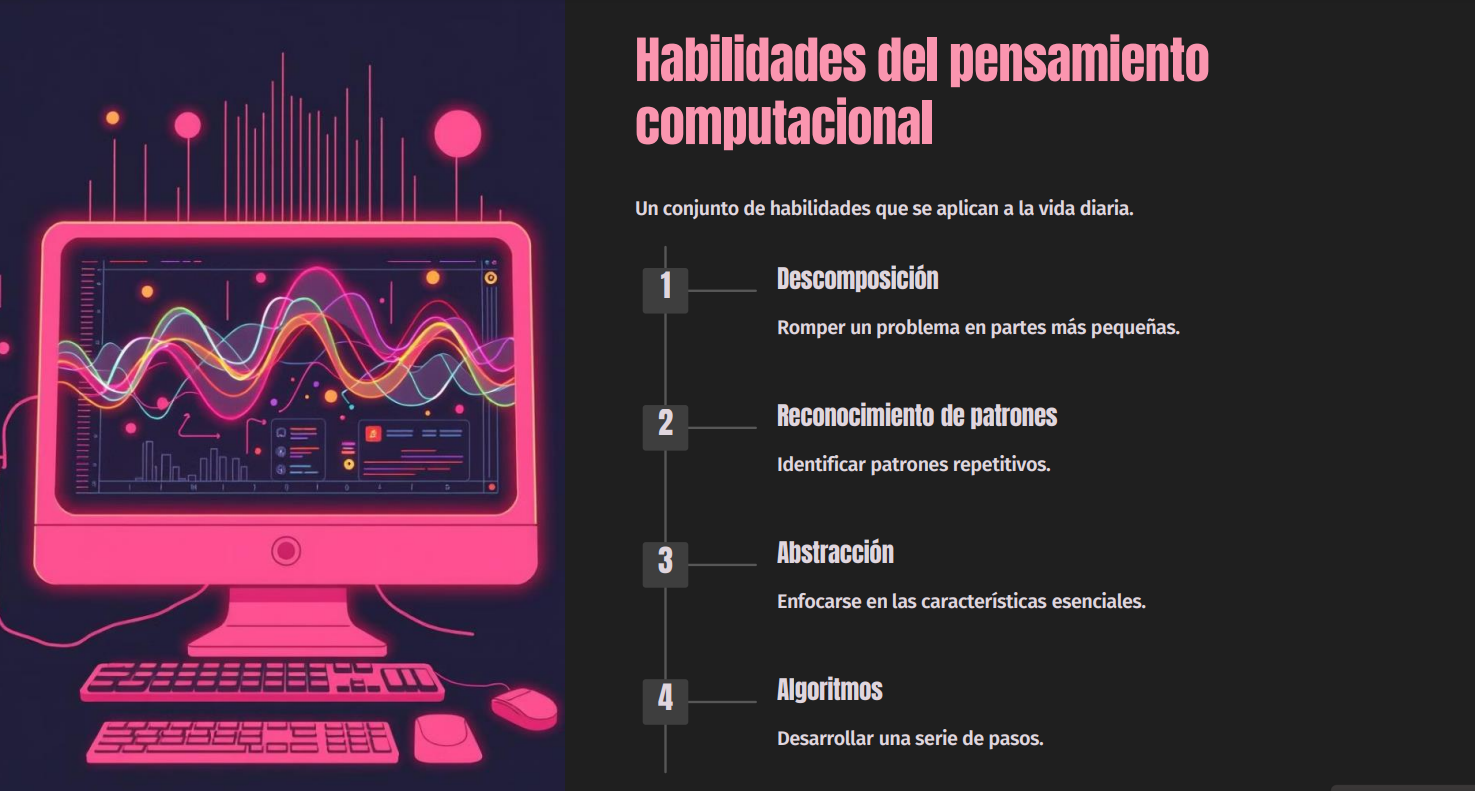 Habilidades del pensamiento
computacional
Un conjunto de habilidades que se aplican a la vida diaria.
1
Descomposición
Romper un problema en partes más pequeñas.
2
Reconocimiento de patrones
Identificar patrones repetitivos.
3
Abstracción
Enfocarse en las características esenciales.
4
Algoritmos
Desarrollar una serie de pasos.